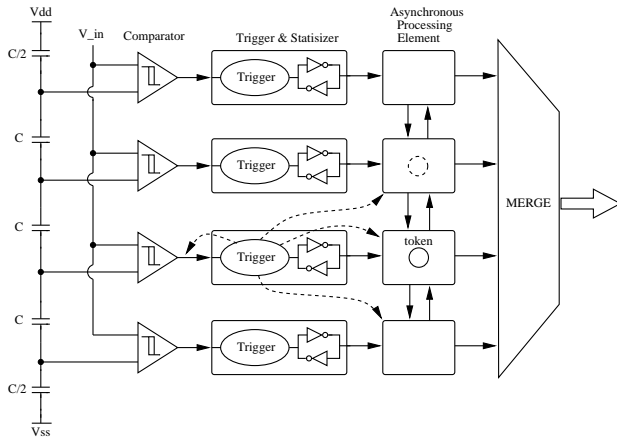 Vdd
V_in
Comparator
Trigger & Statisizer
Asynchronous
Processing
Element
C/2
Trigger
C
Trigger
C
MERGE
token
Trigger
C
Trigger
C/2
Vss